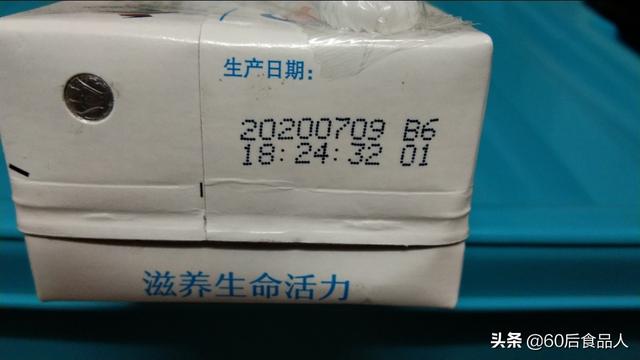 生产日期：
20200709 B6
18:24:32 01
滋养生命活力
头条 @60后食品人